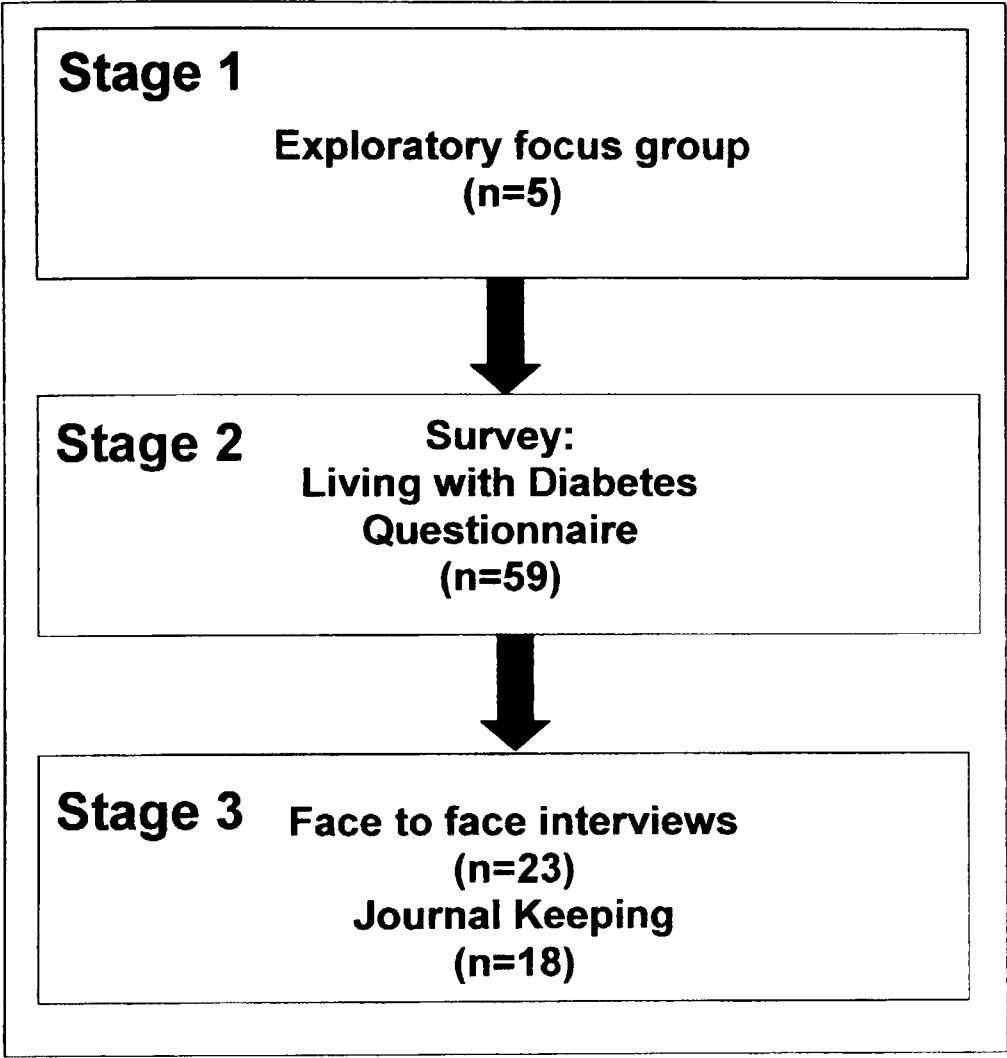 Stage 1
Exploratory focus group
(n=5)
Stage 2
Survey:
Living with Diabetes
Questionnaire
(n=59)
Stage 3
Face to face interviews
(n=23)
Journal Keeping
(n=18)